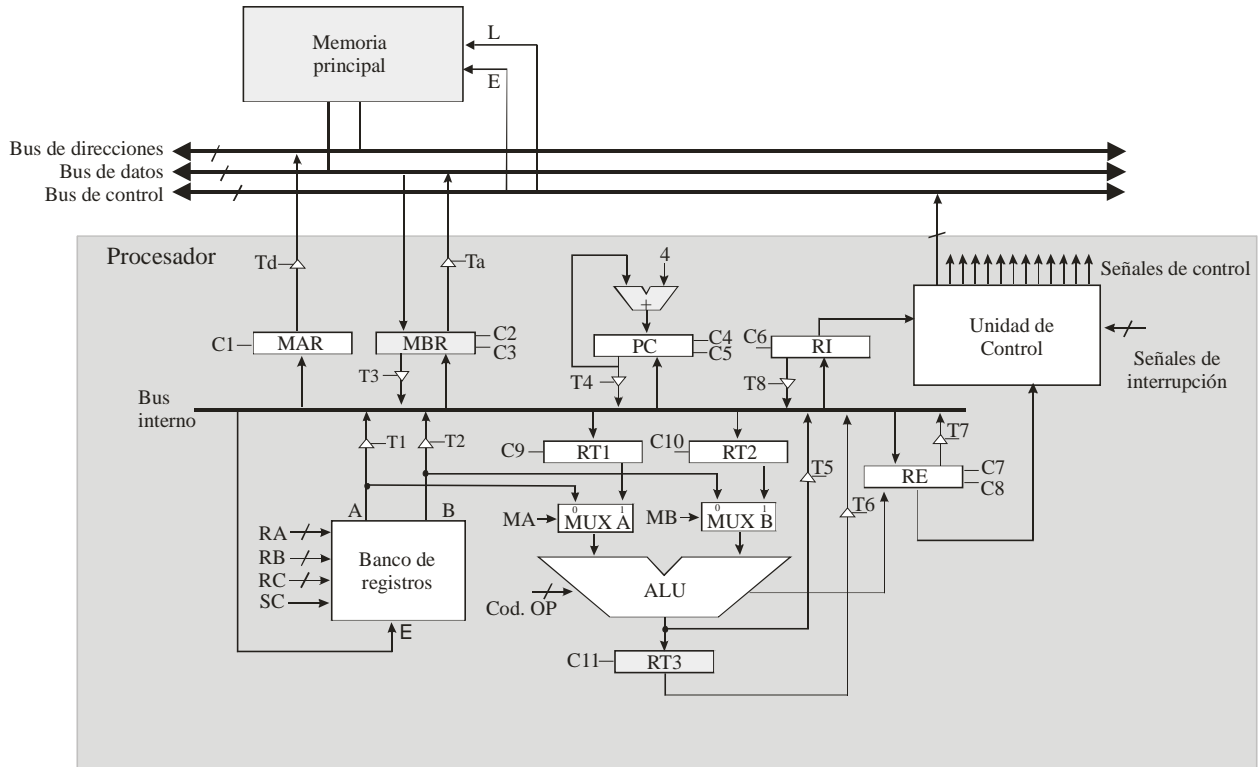 Memoria
principal
L
E
Bus de direcciones
Bus de datos
Bus de control
Procesador
Td
Ta
4
+
Señales de control
C1
MAR
MBR
C2
C3
PC
C4
C5
C6
RI
Unidad de
Control
Señales de
interrupción
T3
T4
T8
Bus
interno
T1
T2
C9
RT1
C10
RT2
T5
T7
RE
C7
C8
T6
A
B
MA
0
1
MUX A
MB
0
1
MUX B
RA
RB
RC
SC
Banco de
registros
E
Cod. OP
ALU
C11
RT3